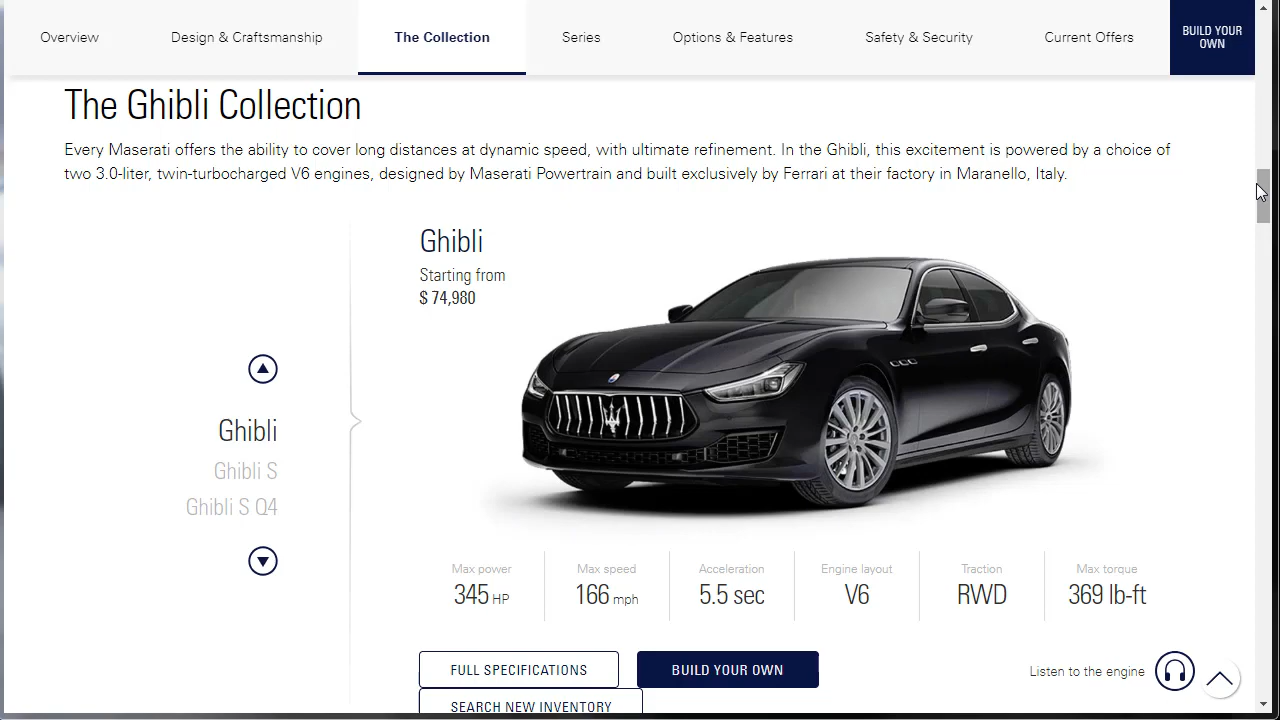 Overview
Design & Craftsmanship
The Collection
Series
Options & Features
Safety & Security
Current Offers
BUILD YOUR
OWN
The Ghibli Collection
Every Maserati offers the ability to cover long distances at dynamic speed, with ultimate refinement. In the Ghibli, this excitement is powered by a choice of
two 3.0-liter, twin-turbocharged V6 engines, designed by Maserati Powertrain and built exclusively by Ferrari at their factory in Maranello, Italy.
Ghibli
Starting from
$ 74,980
Ghibli
Ghibli S
Ghibli S Q4
Max power
345 HP
Max speed
166 mph
Acceleration
5.5 sec
Engine layout
V6
Traction
RWD
Max torque
369 lb-ft
FULL SPECIFICATIONS
BUILD YOUR OWN
Listen to the engine
SEARCH NEW INVENTORY